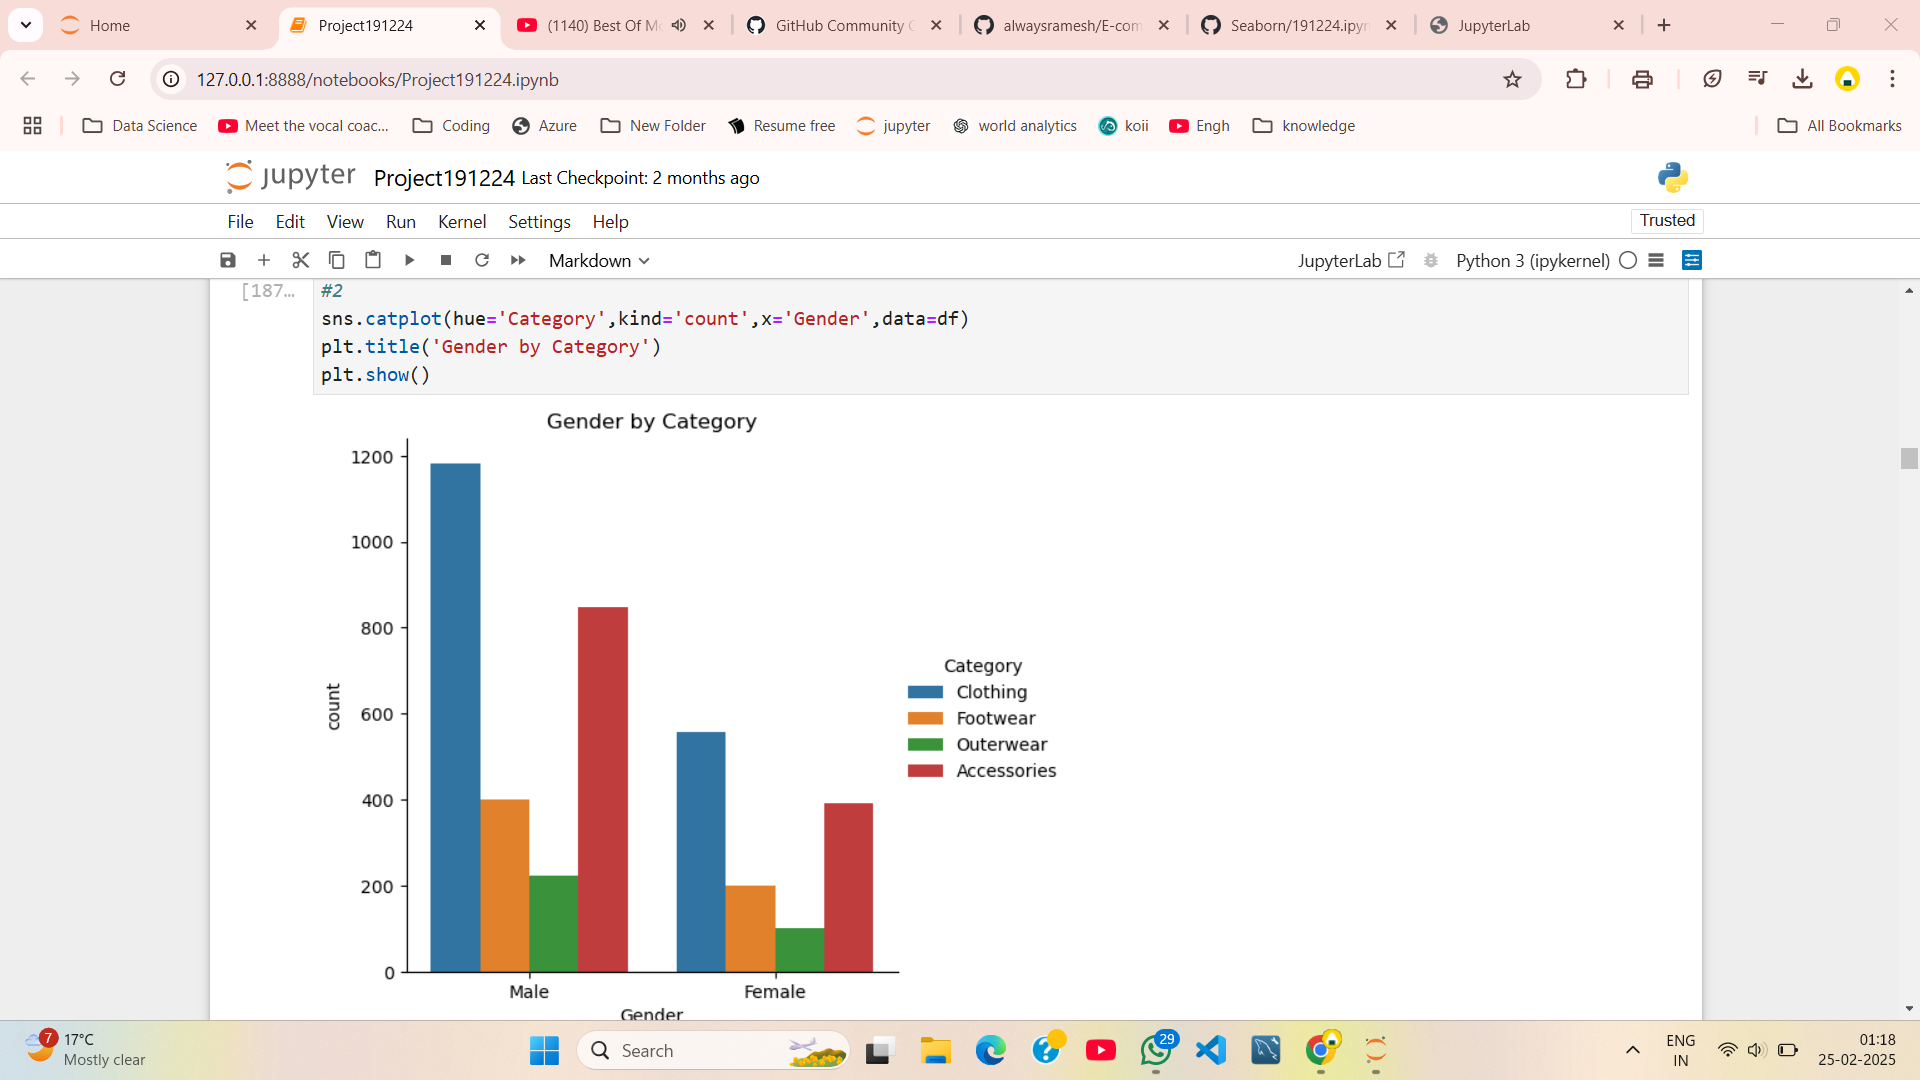 Home
Project191224
(1140) Best Of Mo
GitHub Community G
alwaysramesh/E-com
Seaborn/191224.ipyn
JupyterLab
127.0.0.1:8888/notebooks/Project191224.ipynb
Data Science
Meet the vocal coac...
Coding
Azure
New Folder
Resume free
jupyter
world analytics
koii
Engh
knowledge
All Bookmarks
jupyter
Project191224 Last Checkpoint: 2 months ago
File Edit View Run Kernel Settings Help
Trusted
Markdown
JupyterLab
Python 3 (ipykernel)
[187…
#2
sns.catplot(hue='Category',kind='count',x='Gender',data=df)
plt.title('Gender by Category')
plt.show()
Gender by Category
1200
1000
800
600
400
200
0
count
Male
Female
Gender
Category
Clothing
Footwear
Outerwear
Accessories
7
17°C
Mostly clear
Search
29
ENG
IN
01:18
25-02-2025